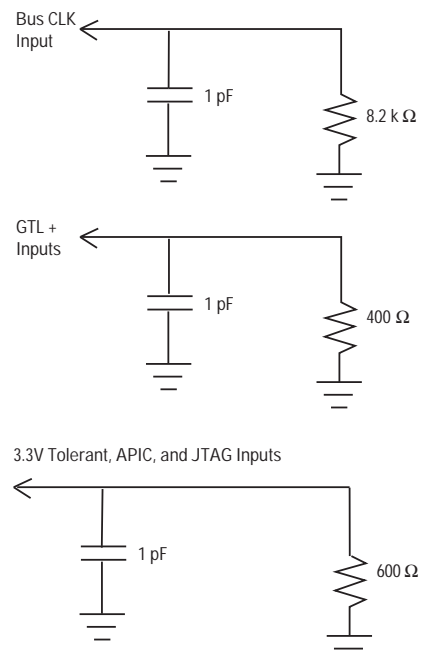 Bus CLK
Input
1 pF
8.2 k Ω
GTL +
Inputs
1 pF
400 Ω
3.3V Tolerant, APIC, and JTAG Inputs
1 pF
600 Ω